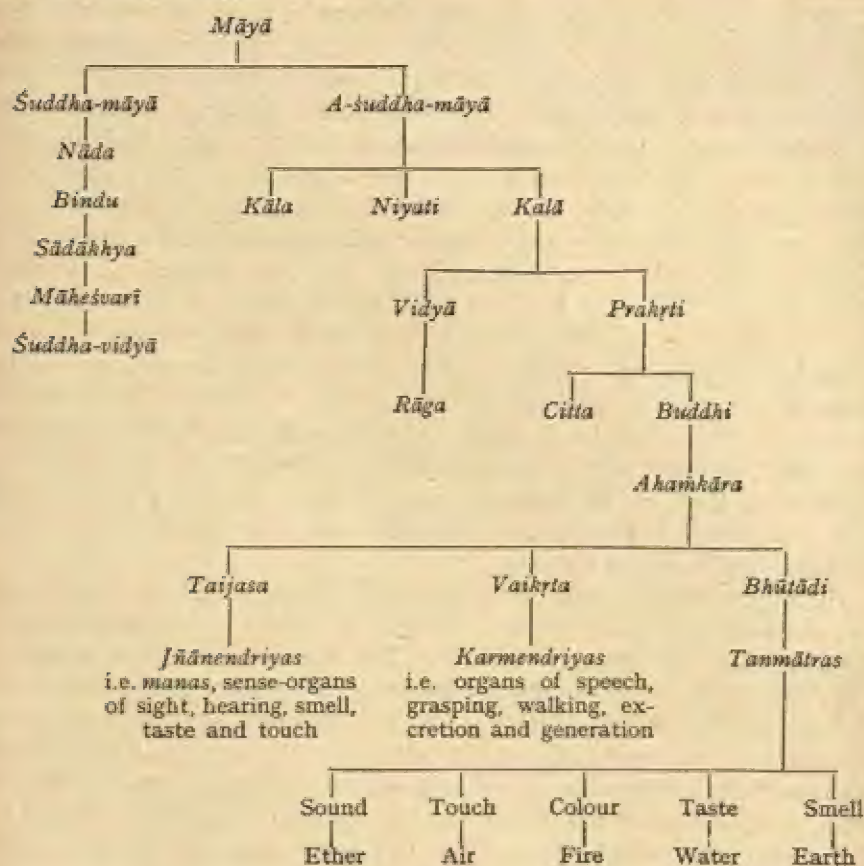 Māyā
Śuddha-māyā A-śuddha-māyā
Nāda
Bindu Kāla Niyati Kalā
Sādākhya
Māheśvarī Vidyā Prakṛti
Śuddha-vidyā
Rāga Citta Buddhi
Ahaṁkāra
Taijasa Vaikṛta Bhūtādi
Jñānendriyas Karmendriyas Tanmātras
i.e. manas, sense-organs i.e. organs of speech,
of sight, hearing, smell, grasping, walking, ex-
taste and touch cretion and generation
Sound Touch Colour Taste Smell
Ether Air Fire Water Earth